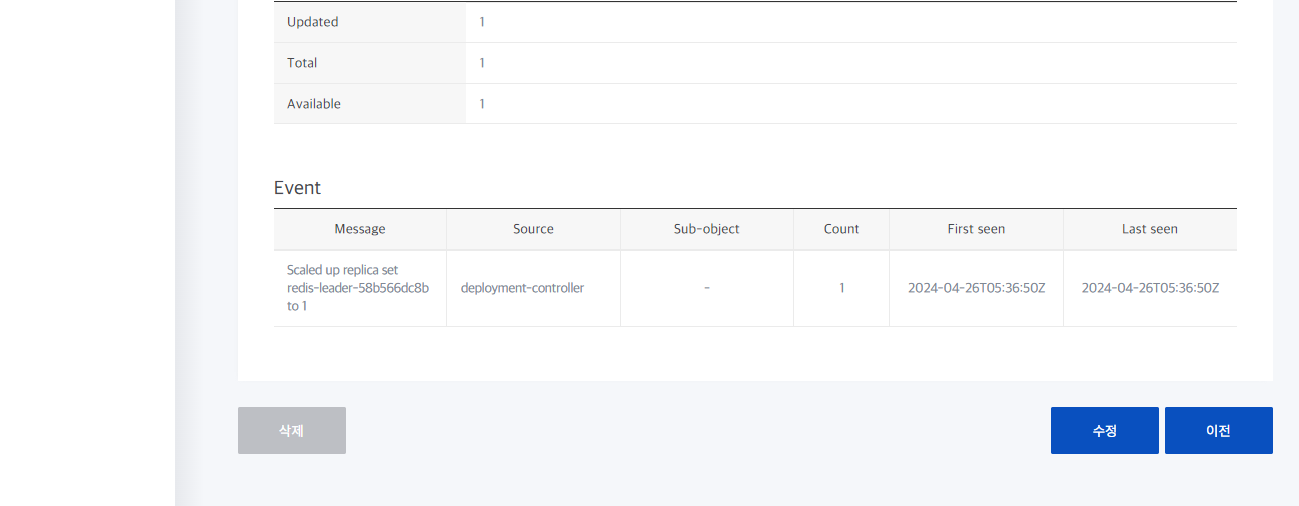 Updated 1
Total 1
Available 1
Event
Message Source Sub-object Count First seen Last seen
Scaled up replica set
redis-leader-58b566dc8b deployment-controller - 1 2024-04-26T05:36:50Z 2024-04-26T05:36:50Z
to 1
삭제 수정 이전